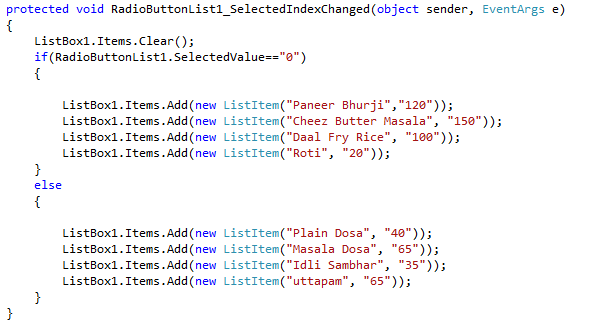 protected void RadioButtonList1_SelectedIndexChanged(object sender, EventArgs e)
{
    ListBox1.Items.Clear();
    if(RadioButtonList1.SelectedValue=="0")
    {
        ListBox1.Items.Add(new ListItem("Paneer Bhurji","120"));
        ListBox1.Items.Add(new ListItem("Cheez Butter Masala", "150"));
        ListBox1.Items.Add(new ListItem("Daal Fry Rice", "100"));
        ListBox1.Items.Add(new ListItem("Roti", "20"));
    }
    else
    {
        ListBox1.Items.Add(new ListItem("Plain Dosa", "40"));
        ListBox1.Items.Add(new ListItem("Masala Dosa", "65"));
        ListBox1.Items.Add(new ListItem("Idli Sambhar", "35"));
        ListBox1.Items.Add(new ListItem("uttapam", "65"));
    }
}